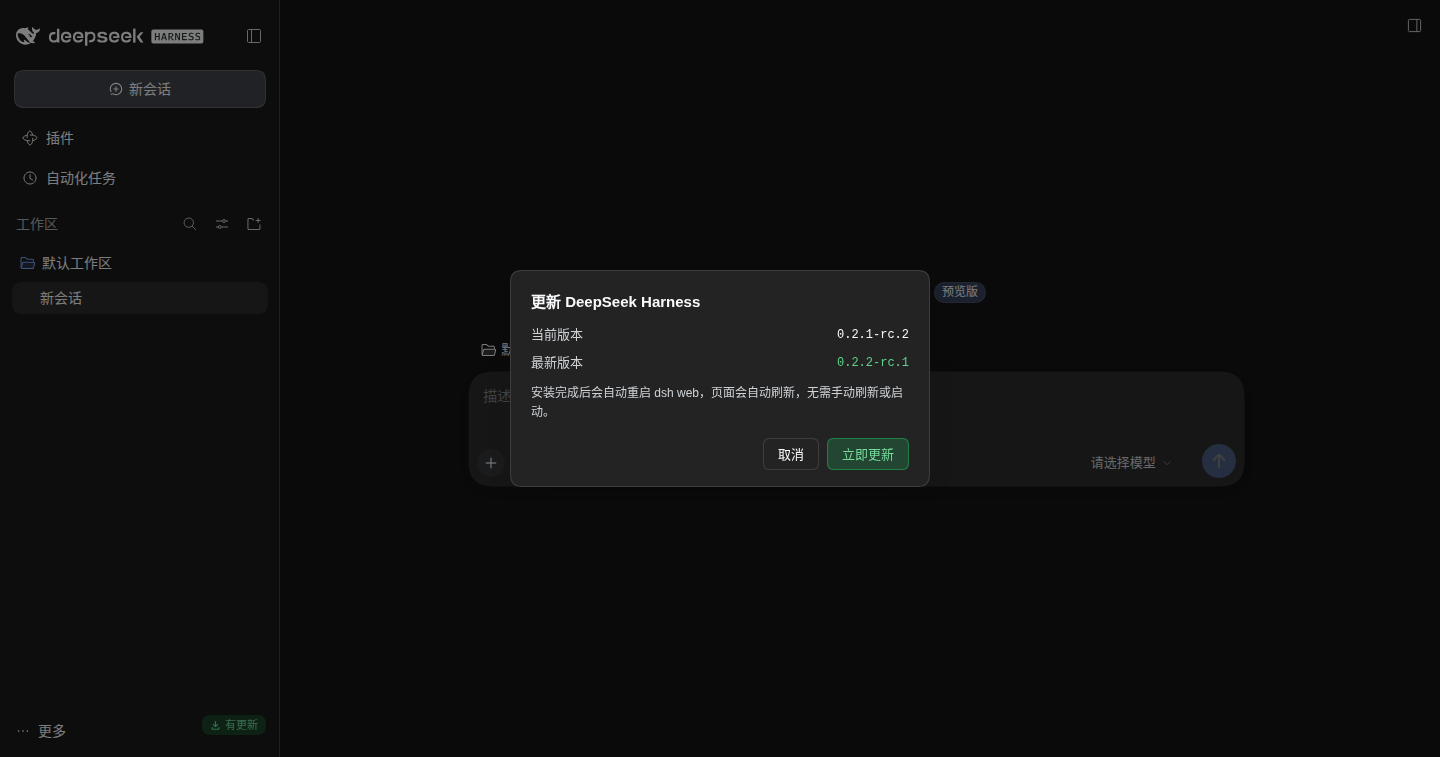 deepseek HARNESS
新会话
插件
自动化任务
工作区
默认工作区
新会话
预览版
更新 DeepSeek Harness
当前版本 0.2.1-rc.2
最新版本 0.2.2-rc.1
安装完成后会自动重启 dsh web，页面会自动刷新，无需手动刷新或启
动。
取消 立即更新
描述
请选择模型
更多
有更新